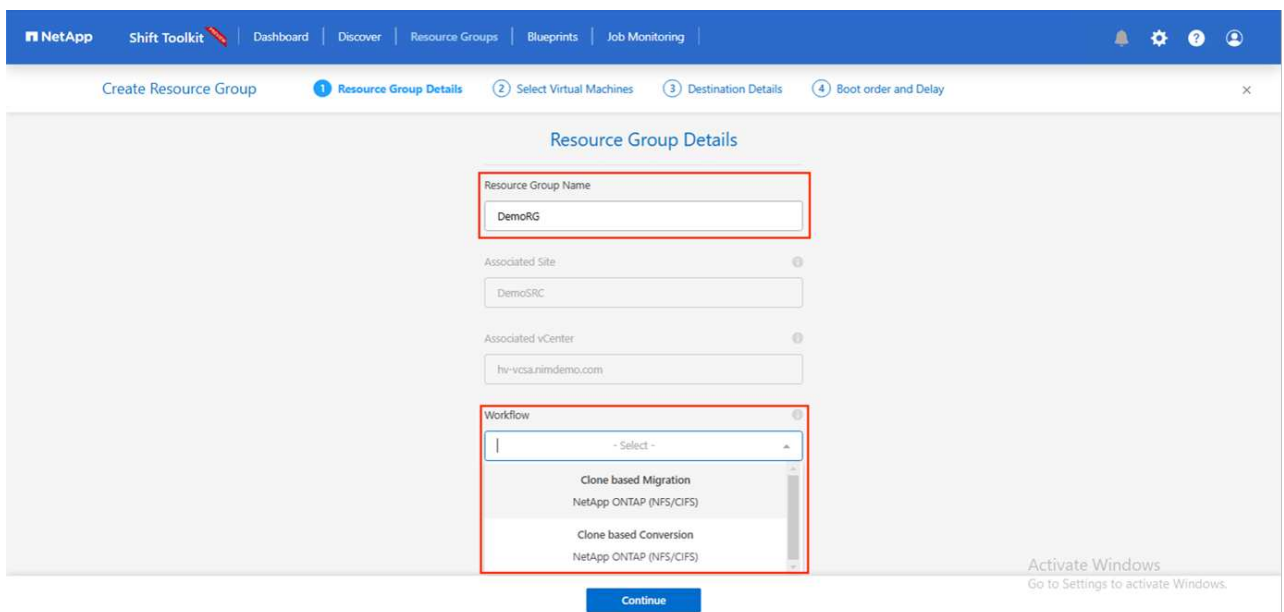 NetApp Shift Toolkit Dashboard Discover Resource Groups Blueprints Job Monitoring
Create Resource Group 1 Resource Group Details 2 Select Virtual Machines 3 Destination Details 4 Boot order and Delay
Resource Group Details
Resource Group Name
DemoRG
Associated Site
DemoSRC
Associated vCenter
hv-vcsa.nimdemo.com
Workflow
- Select -
Clone based Migration
NetApp ONTAP (NFS/CIFS)
Clone based Conversion
NetApp ONTAP (NFS/CIFS)
Activate Windows
Go to Settings to activate Windows.
Continue